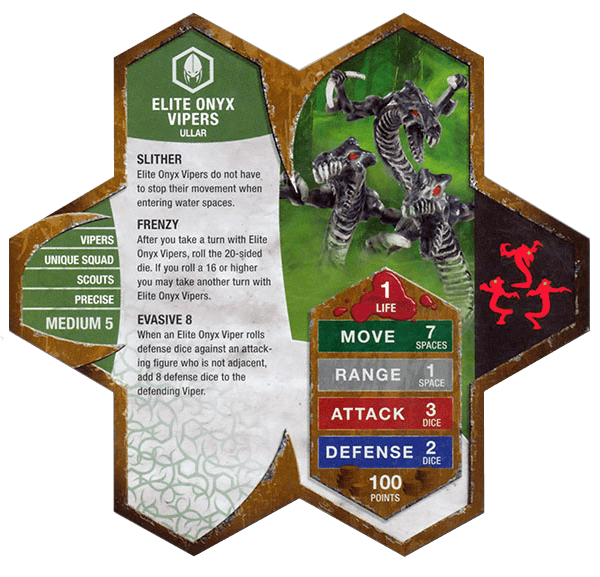 ELITE ONYX
VIPERS
ULLAR
SLITHER
Elite Onyx Vipers do not have
to stop their movement when
entering water spaces.
FRENZY
After you take a turn with Elite
Onyx Vipers, roll the 20-sided
die. If you roll a 16 or higher
you may take another turn with
Elite Onyx Vipers.
EVASIVE 8
When an Elite Onyx Viper rolls
defense dice against an attack-
ing figure who is not adjacent,
add 8 defense dice to the
defending Viper.
VIPERS
UNIQUE SQUAD
SCOUTS
PRECISE
MEDIUM 5
1
LIFE
MOVE 7
SPACES
RANGE 1
SPACE
ATTACK 3
DICE
DEFENSE 2
DICE
100
POINTS